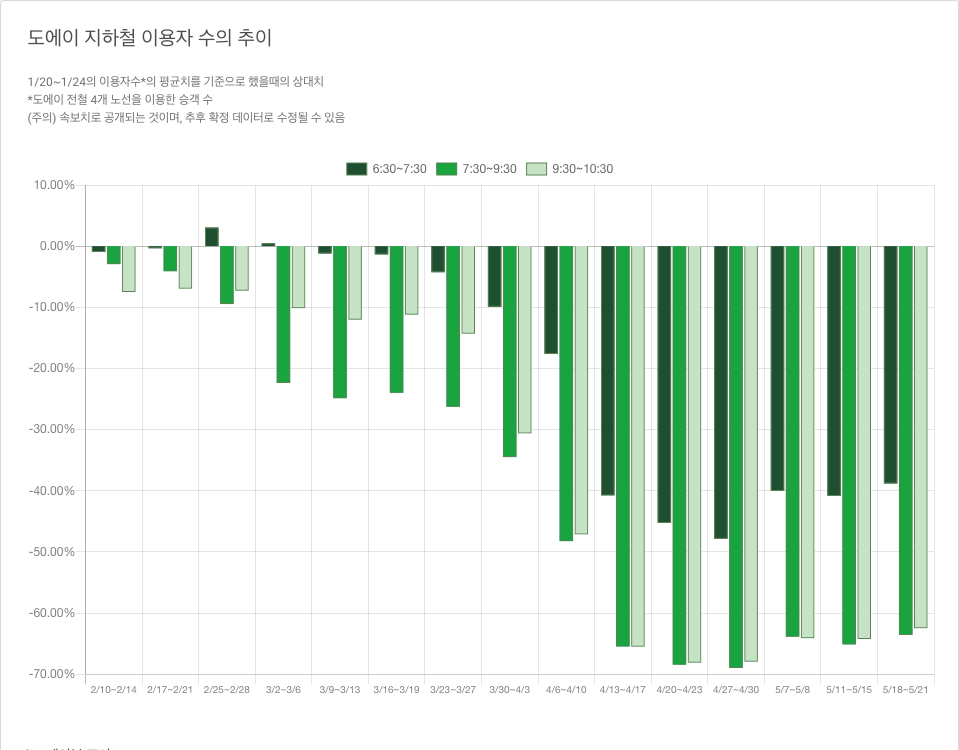 도에이 지하철 이용자 수의 추이
1/20~1/24의 이용자수*의 평균치를 기준으로 했을때의 상대치
*도에이 전철 4개 노선을 이용한 승객 수
(주의) 속보치로 공개되는 것이며, 추후 확정 데이터로 수정될 수 있음
6:30~7:30 7:30~9:30 9:30~10:30
10.00%
0.00%
-10.00%
-20.00%
-30.00%
-40.00%
-50.00%
-60.00%
-70.00%
2/10~2/14 2/17~2/21 2/25~2/28 3/2~3/6 3/9~3/13 3/16~3/19 3/23~3/27 3/30~4/3 4/6~4/10 4/13~4/17 4/20~4/23 4/27~4/30 5/7~5/8 5/11~5/15 5/18~5/21